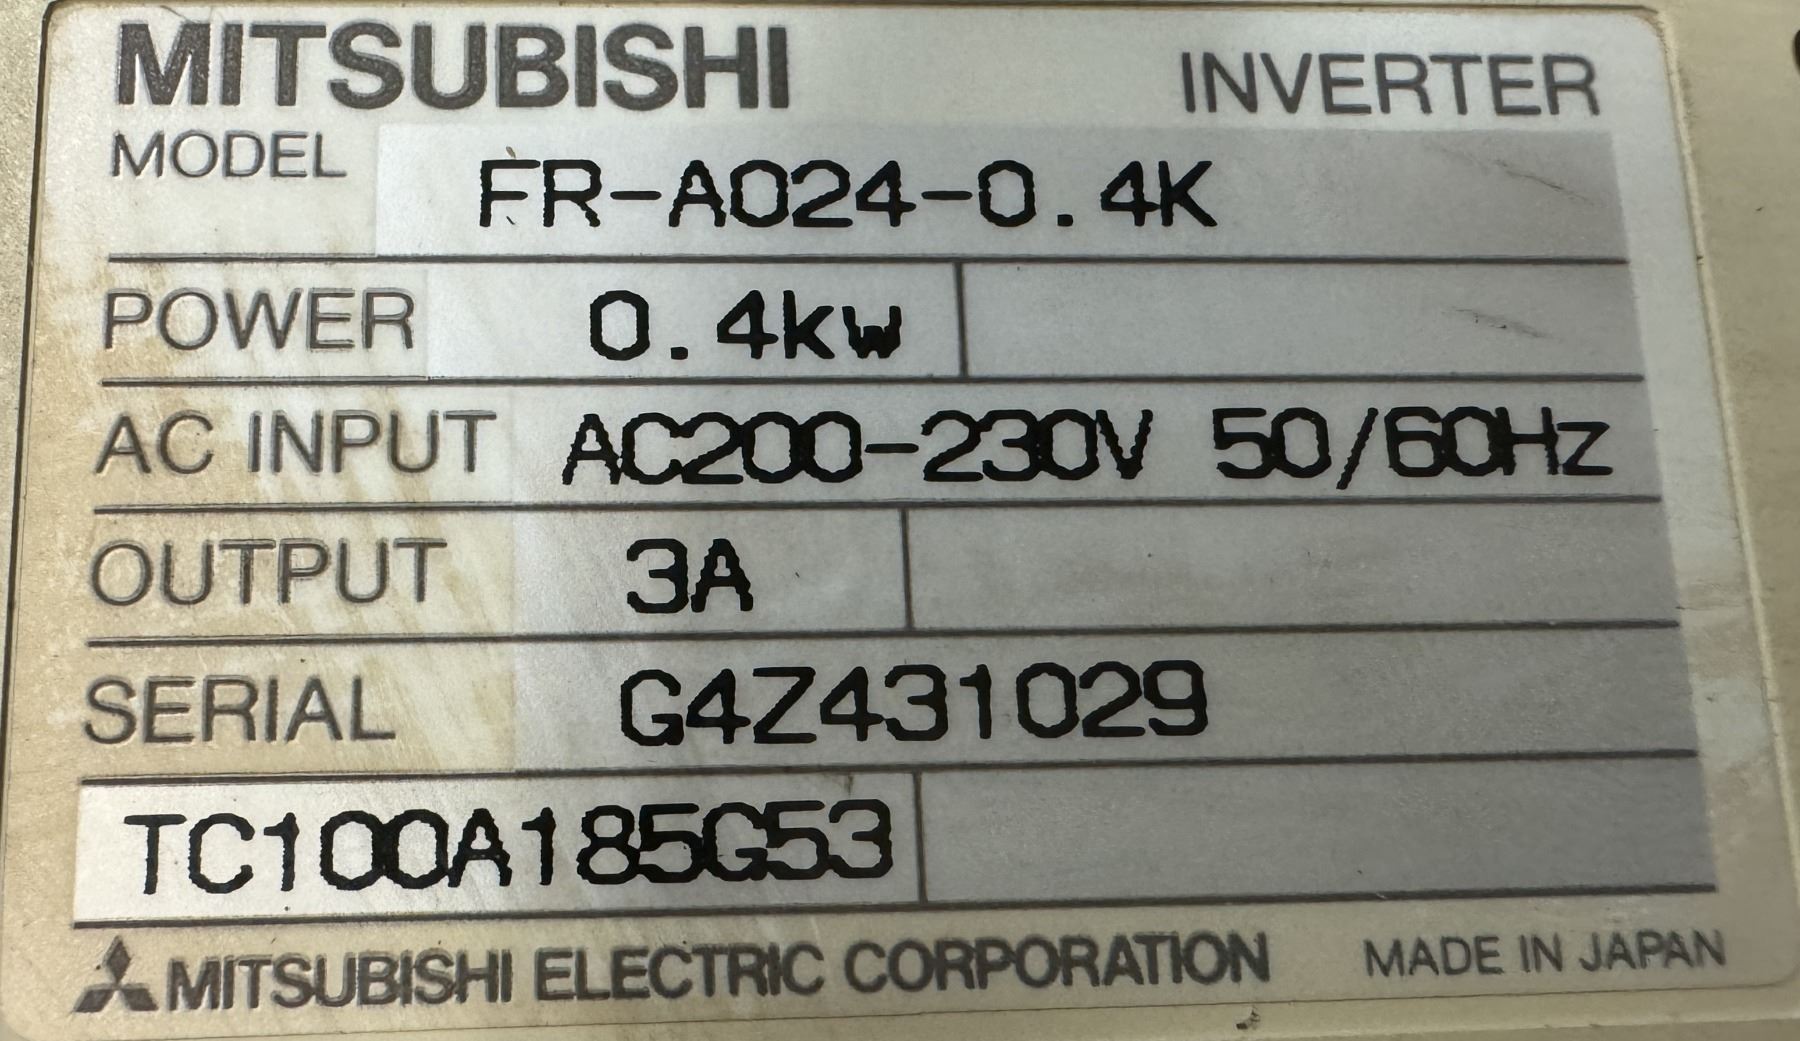 MITSUBISHI INVERTER
MODEL FR-A024-0.4K
POWER 0.4kW
AC INPUT AC200-230V 50/60Hz
OUTPUT 3A
SERIAL G4Z431029
TC100A185G53
MITSUBISHI ELECTRIC CORPORATION MADE IN JAPAN